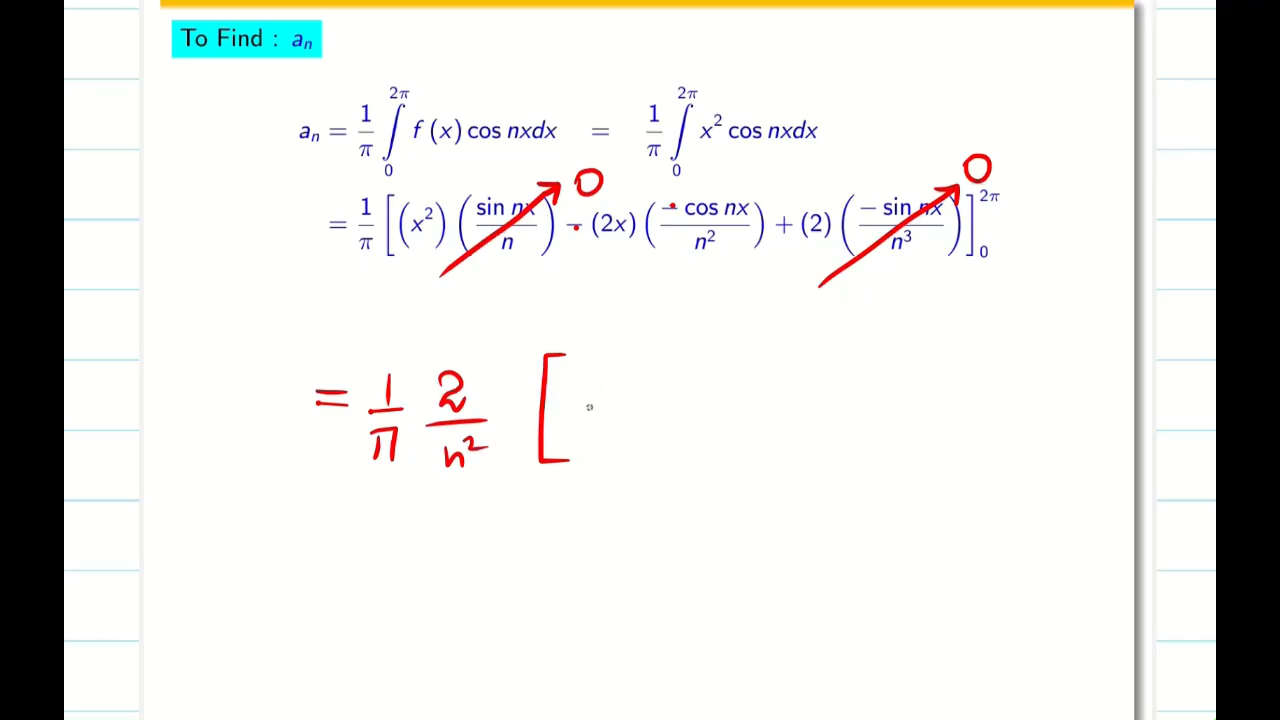 To Find : aₙ
aₙ = 1/π ∫₀^2π f (x) cos nxdx = 1/π ∫₀^2π x² cos nxdx
0 0
= 1/π [ (x²) (sin nx / n) − (2x) (− cos nx / n²) + (2) (− sin nx / n³) ]₀^2π
= 1/π 2/n² [